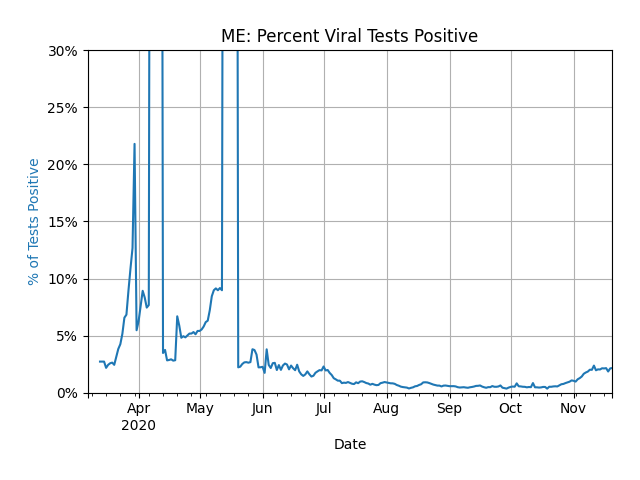 ME: Percent Viral Tests Positive
30%
25%
20%
15%
10%
5%
0%
% of Tests Positive
Apr May Jun Jul Aug Sep Oct Nov
2020
Date